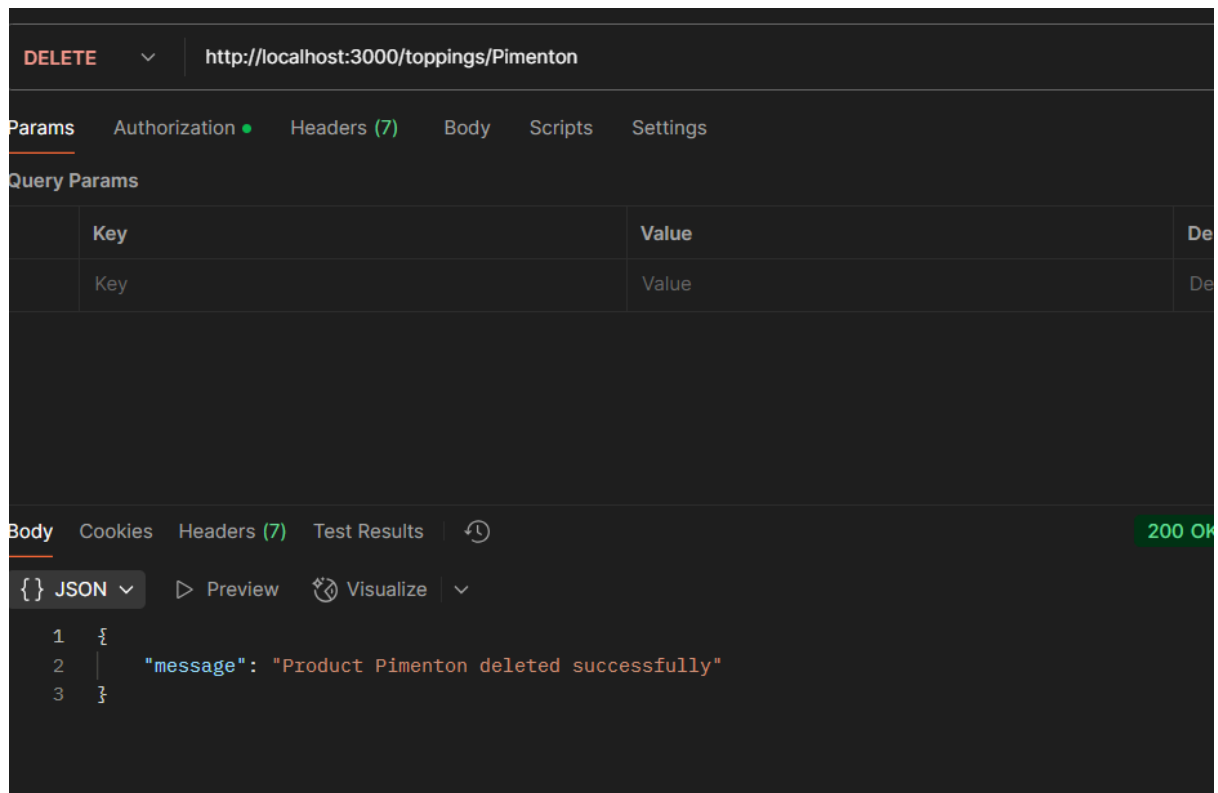 DELETE http://localhost:3000/toppings/Pimenton
Params Authorization Headers (7) Body Scripts Settings
Query Params
Key Value De
Key Value De
Body Cookies Headers (7) Test Results 200 OK
{} JSON Preview Visualize
1 {
2 "message": "Product Pimenton deleted successfully"
3 }